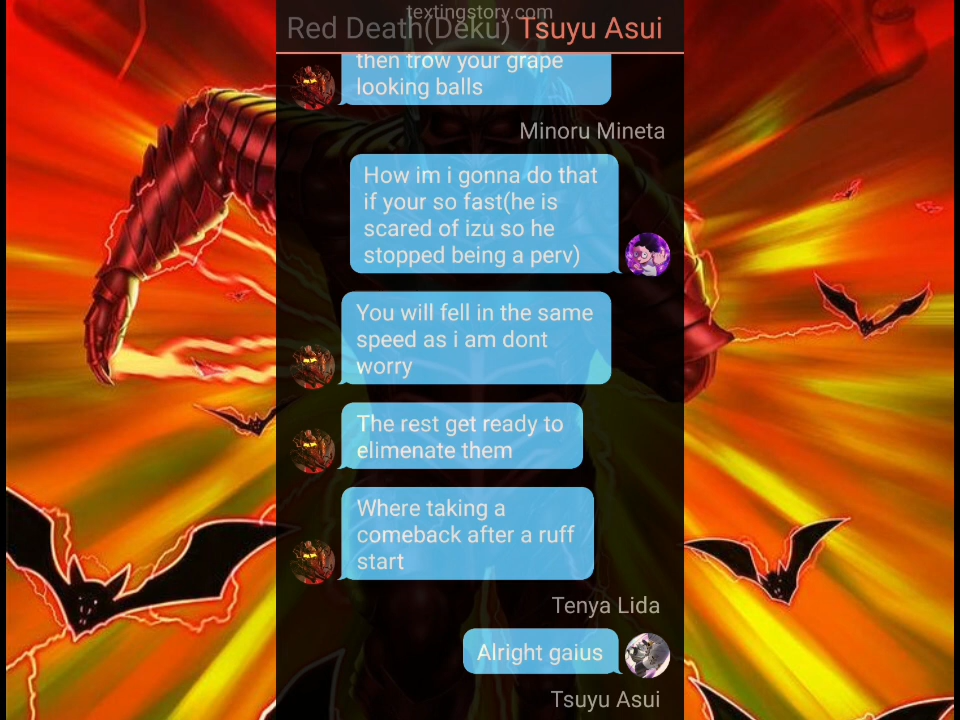 textingstory.com
Red Death(Deku) Tsuyu Asui
then trow your grape
looking balls
Minoru Mineta
How im i gonna do that
if your so fast(he is
scared of izu so he
stopped being a perv)
You will fell in the same
speed as i am dont
worry
The rest get ready to
elimenate them
Where taking a
comeback after a ruff
start
Tenya Lida
Alright gaius
Tsuyu Asui